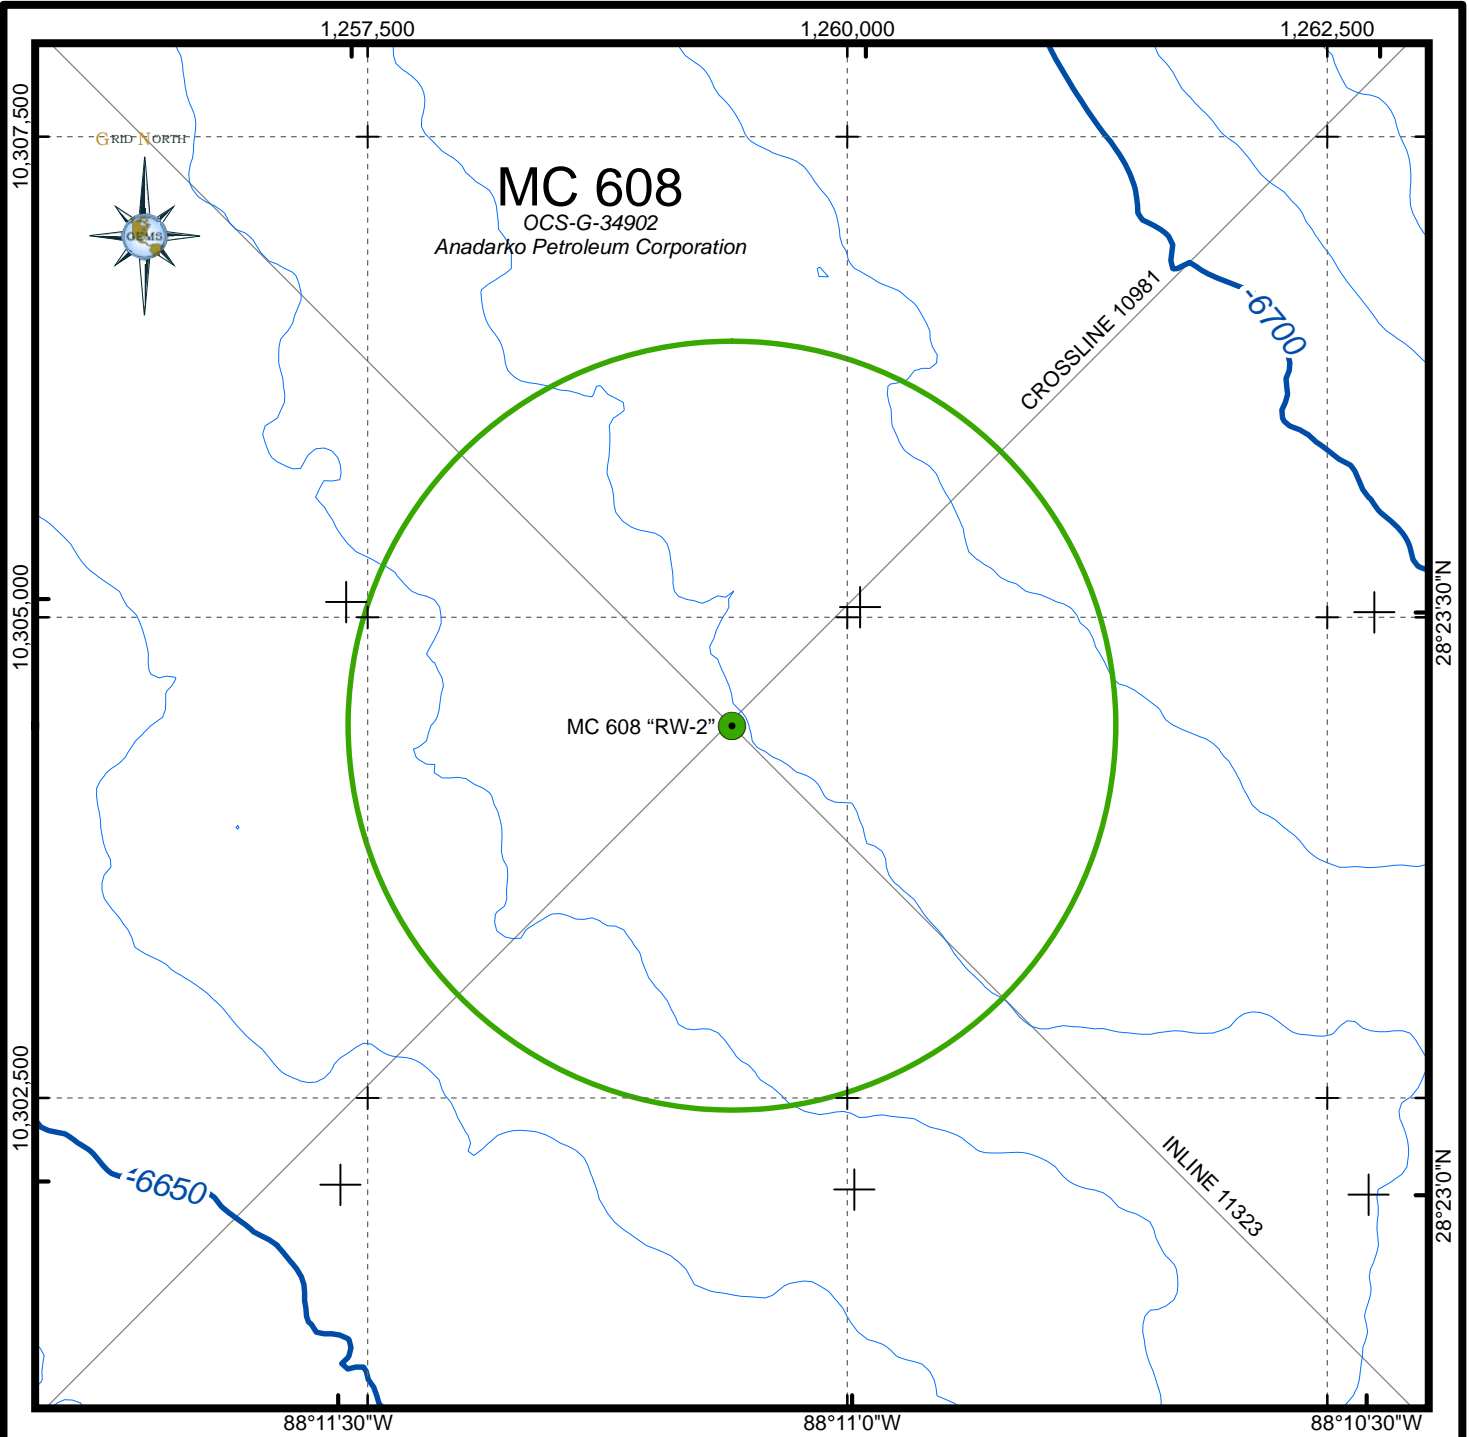 1,257,500
1,260,000
1,262,500
10,307,500
GRID NORTH
GEMS
MC 608
OCS-G-34902
Anadarko Petroleum Corporation
CROSSLINE 10981
-6700
10,305,000
28°23'30"N
MC 608 “RW-2”
10,302,500
-6650
INLINE 11323
28°23'0"N
88°11'30"W
88°11'0"W
88°10'30"W